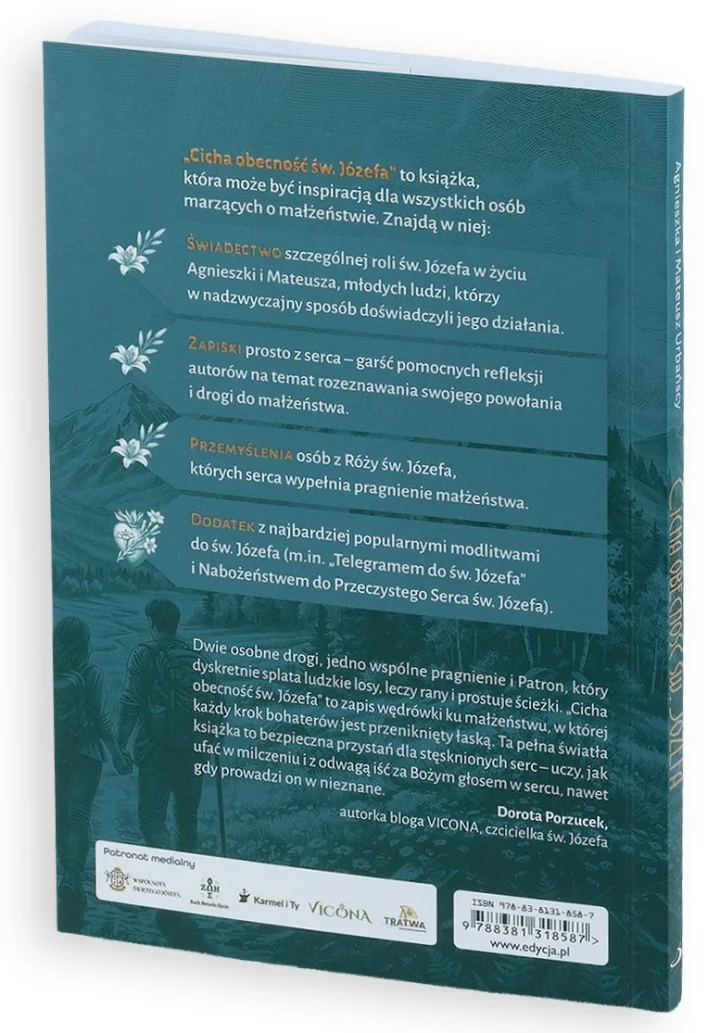 „Cicha obecność św. Józefa” to książka,
która może być inspiracją dla wszystkich osób
marzących o małżeństwie. Znajdą w niej:
ŚWIADECTWO szczególnej roli św. Józefa w życiu
Agnieszki i Mateusza, młodych ludzi, którzy
w nadzwyczajny sposób doświadczyli jego działania.
ZAPISKI prosto z serca – garść pomocnych refleksji
autorów na temat rozeznawania swojego powołania
i drogi do małżeństwa.
PRZEMYŚLENIA osób z Róży św. Józefa,
których serca wypełnia pragnienie małżeństwa.
DODATEK z najbardziej popularnymi modlitwami
do św. Józefa (m.in. „Telegramem do św. Józefa”
i Nabożeństwem do Przeczystego Serca św. Józefa).
Dwie osobne drogi, jedno wspólne pragnienie i Patron, który
dyskretnie splata ludzkie losy, leczy rany i prostuje ścieżki. „Cicha
obecność św. Józefa” to zapis wędrówki ku małżeństwu, w której
każdy krok bohaterów jest przeniknięty łaską. Ta pełna światła
książka to bezpieczna przystań dla stęsknionych serc – uczy, jak
ufać w milczeniu i z odwagą iść za Bożym głosem w sercu, nawet
gdy prowadzi on w nieznane.
Dorota Porzucek,
autorka bloga VICONA, czcicielka św. Józefa
Patronat medialny
WSPÓLNOTA
ŚWIĘTEGO JÓZEFA
Ruch Światło-Życie
Karmel i Ty
VICONA
TRATWA
ISBN 978-83-8131-858-7
9 788381 318587 >
www.edycja.pl
Agnieszka i Mateusz Urbańscy
CICHA OBECNOŚĆ ŚW. JÓZEFA